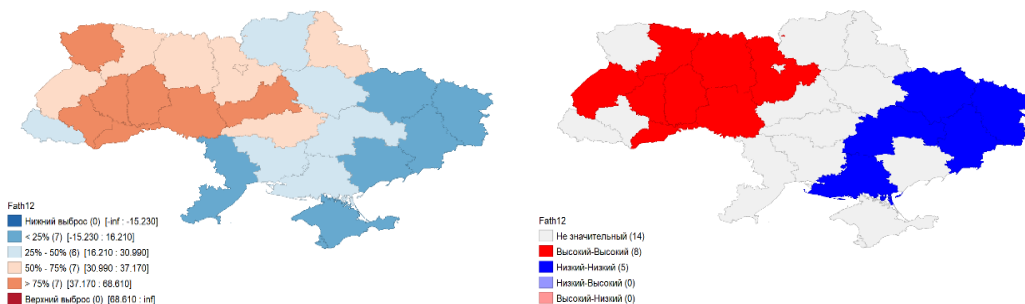 Fath12
Нижний выброс (0) [-inf : -15.230]
< 25% (7) [-15.230 : 16.210]
25% - 50% (6) [16.210 : 30.990]
50% - 75% (7) [30.990 : 37.170]
> 75% (7) [37.170 : 68.610]
Верхний выброс (0) [68.610 : inf]
Fath12
Не значительный (14)
Высокий-Высокий (8)
Низкий-Низкий (5)
Низкий-Высокий (0)
Высокий-Низкий (0)